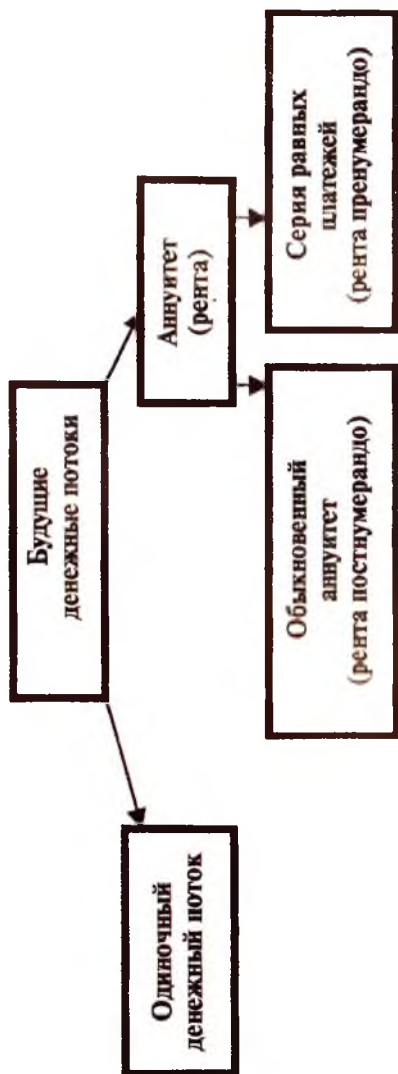 Будущие
денежные потоки
Одиночный
денежный поток
Аннуитет
(рента)
Обыкновенный
аннуитет
(рента постнумерандо)
Серия равных
платежей
(рента пренумерандо)